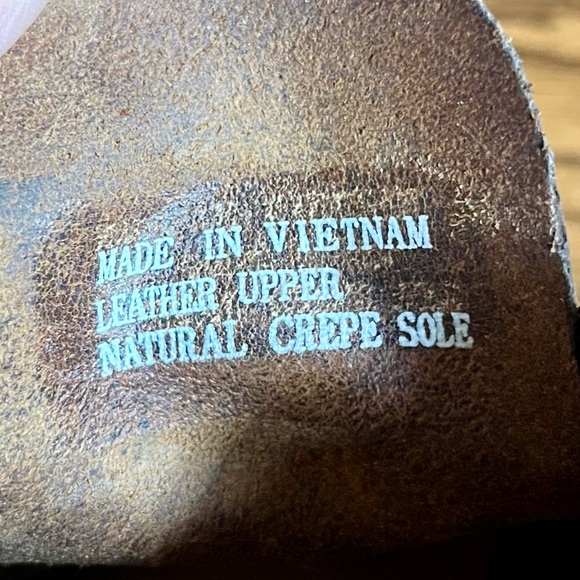 MADE IN VIETNAM
LEATHER UPPER
NATURAL CREPE SOLE